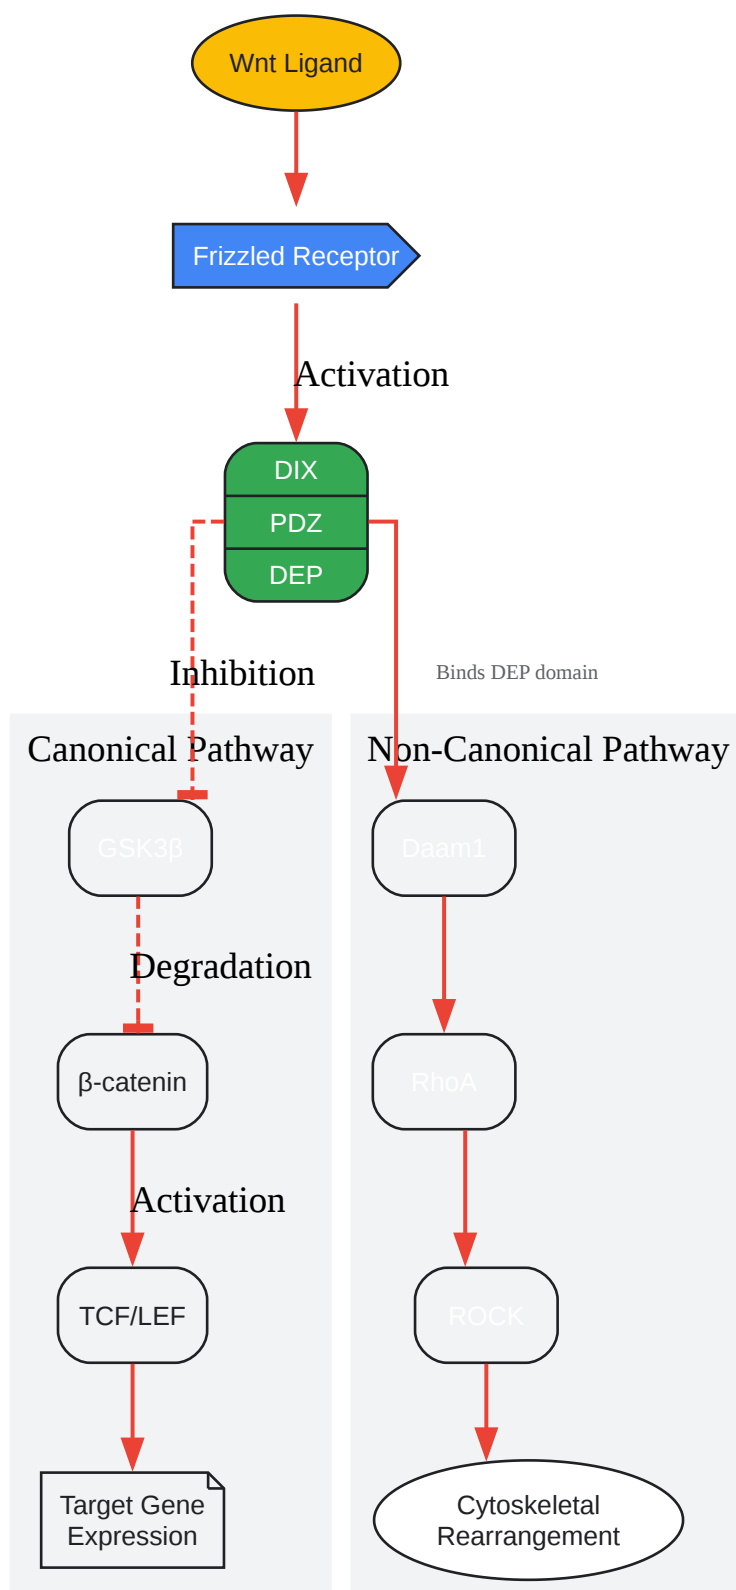 Wnt Ligand
Frizzled Receptor
Activation
DIX
PDZ
DEP
Inhibition
Binds DEP domain
Canonical Pathway
Non-Canonical Pathway
GSK3β
Daam1
Degradation
β-catenin
RhoA
Activation
TCF/LEF
ROCK
Target Gene
Expression
Cytoskeletal
Rearrangement